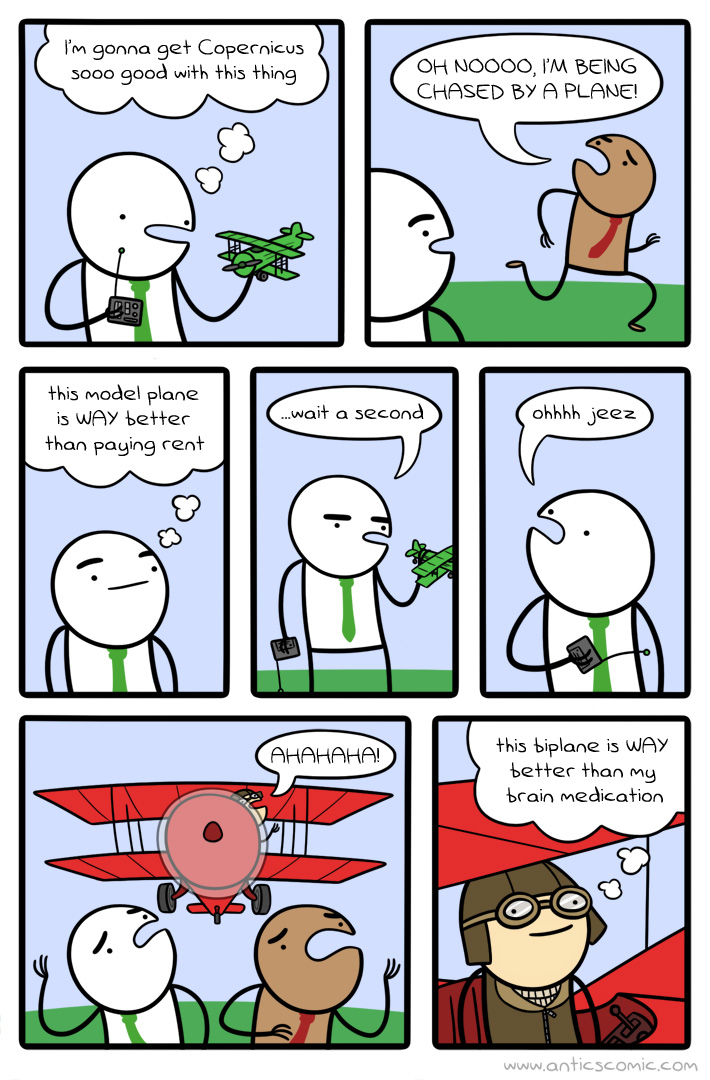 I'm gonna get Copernicus
sooo good with this thing
OH NOOOO, I'M BEING
CHASED BY A PLANE!
this model plane
is WAY better
than paying rent
...wait a second
ohhhh jeez
AHAHAHA!
this biplane is WAY
better than my
brain medication
www.anticscomic.com